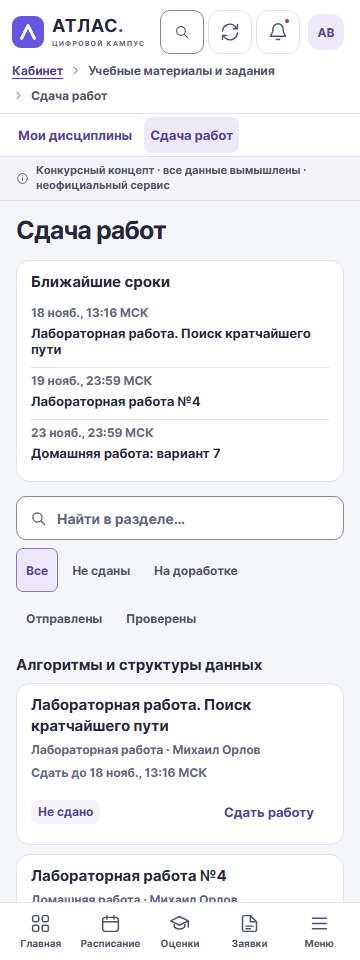 АТЛАС.
ЦИФРОВОЙ КАМПУС
АВ
Кабинет
Учебные материалы и задания
Сдача работ
Мои дисциплины
Сдача работ
Конкурсный концепт · все данные вымышлены ·
неофициальный сервис
Сдача работ
Ближайшие сроки
18 нояб., 13:16 МСК
Лабораторная работа. Поиск кратчайшего
пути
19 нояб., 23:59 МСК
Лабораторная работа №4
23 нояб., 23:59 МСК
Домашняя работа: вариант 7
Найти в разделе…
Все
Не сданы
На доработке
Отправлены
Проверены
Алгоритмы и структуры данных
Лабораторная работа. Поиск
кратчайшего пути
Лабораторная работа · Михаил Орлов
Сдать до 18 нояб., 13:16 МСК
Не сдано
Сдать работу
Лабораторная работа №4
Домашняя работа · Михаил Орлов
Главная
Расписание
Оценки
Заявки
Меню